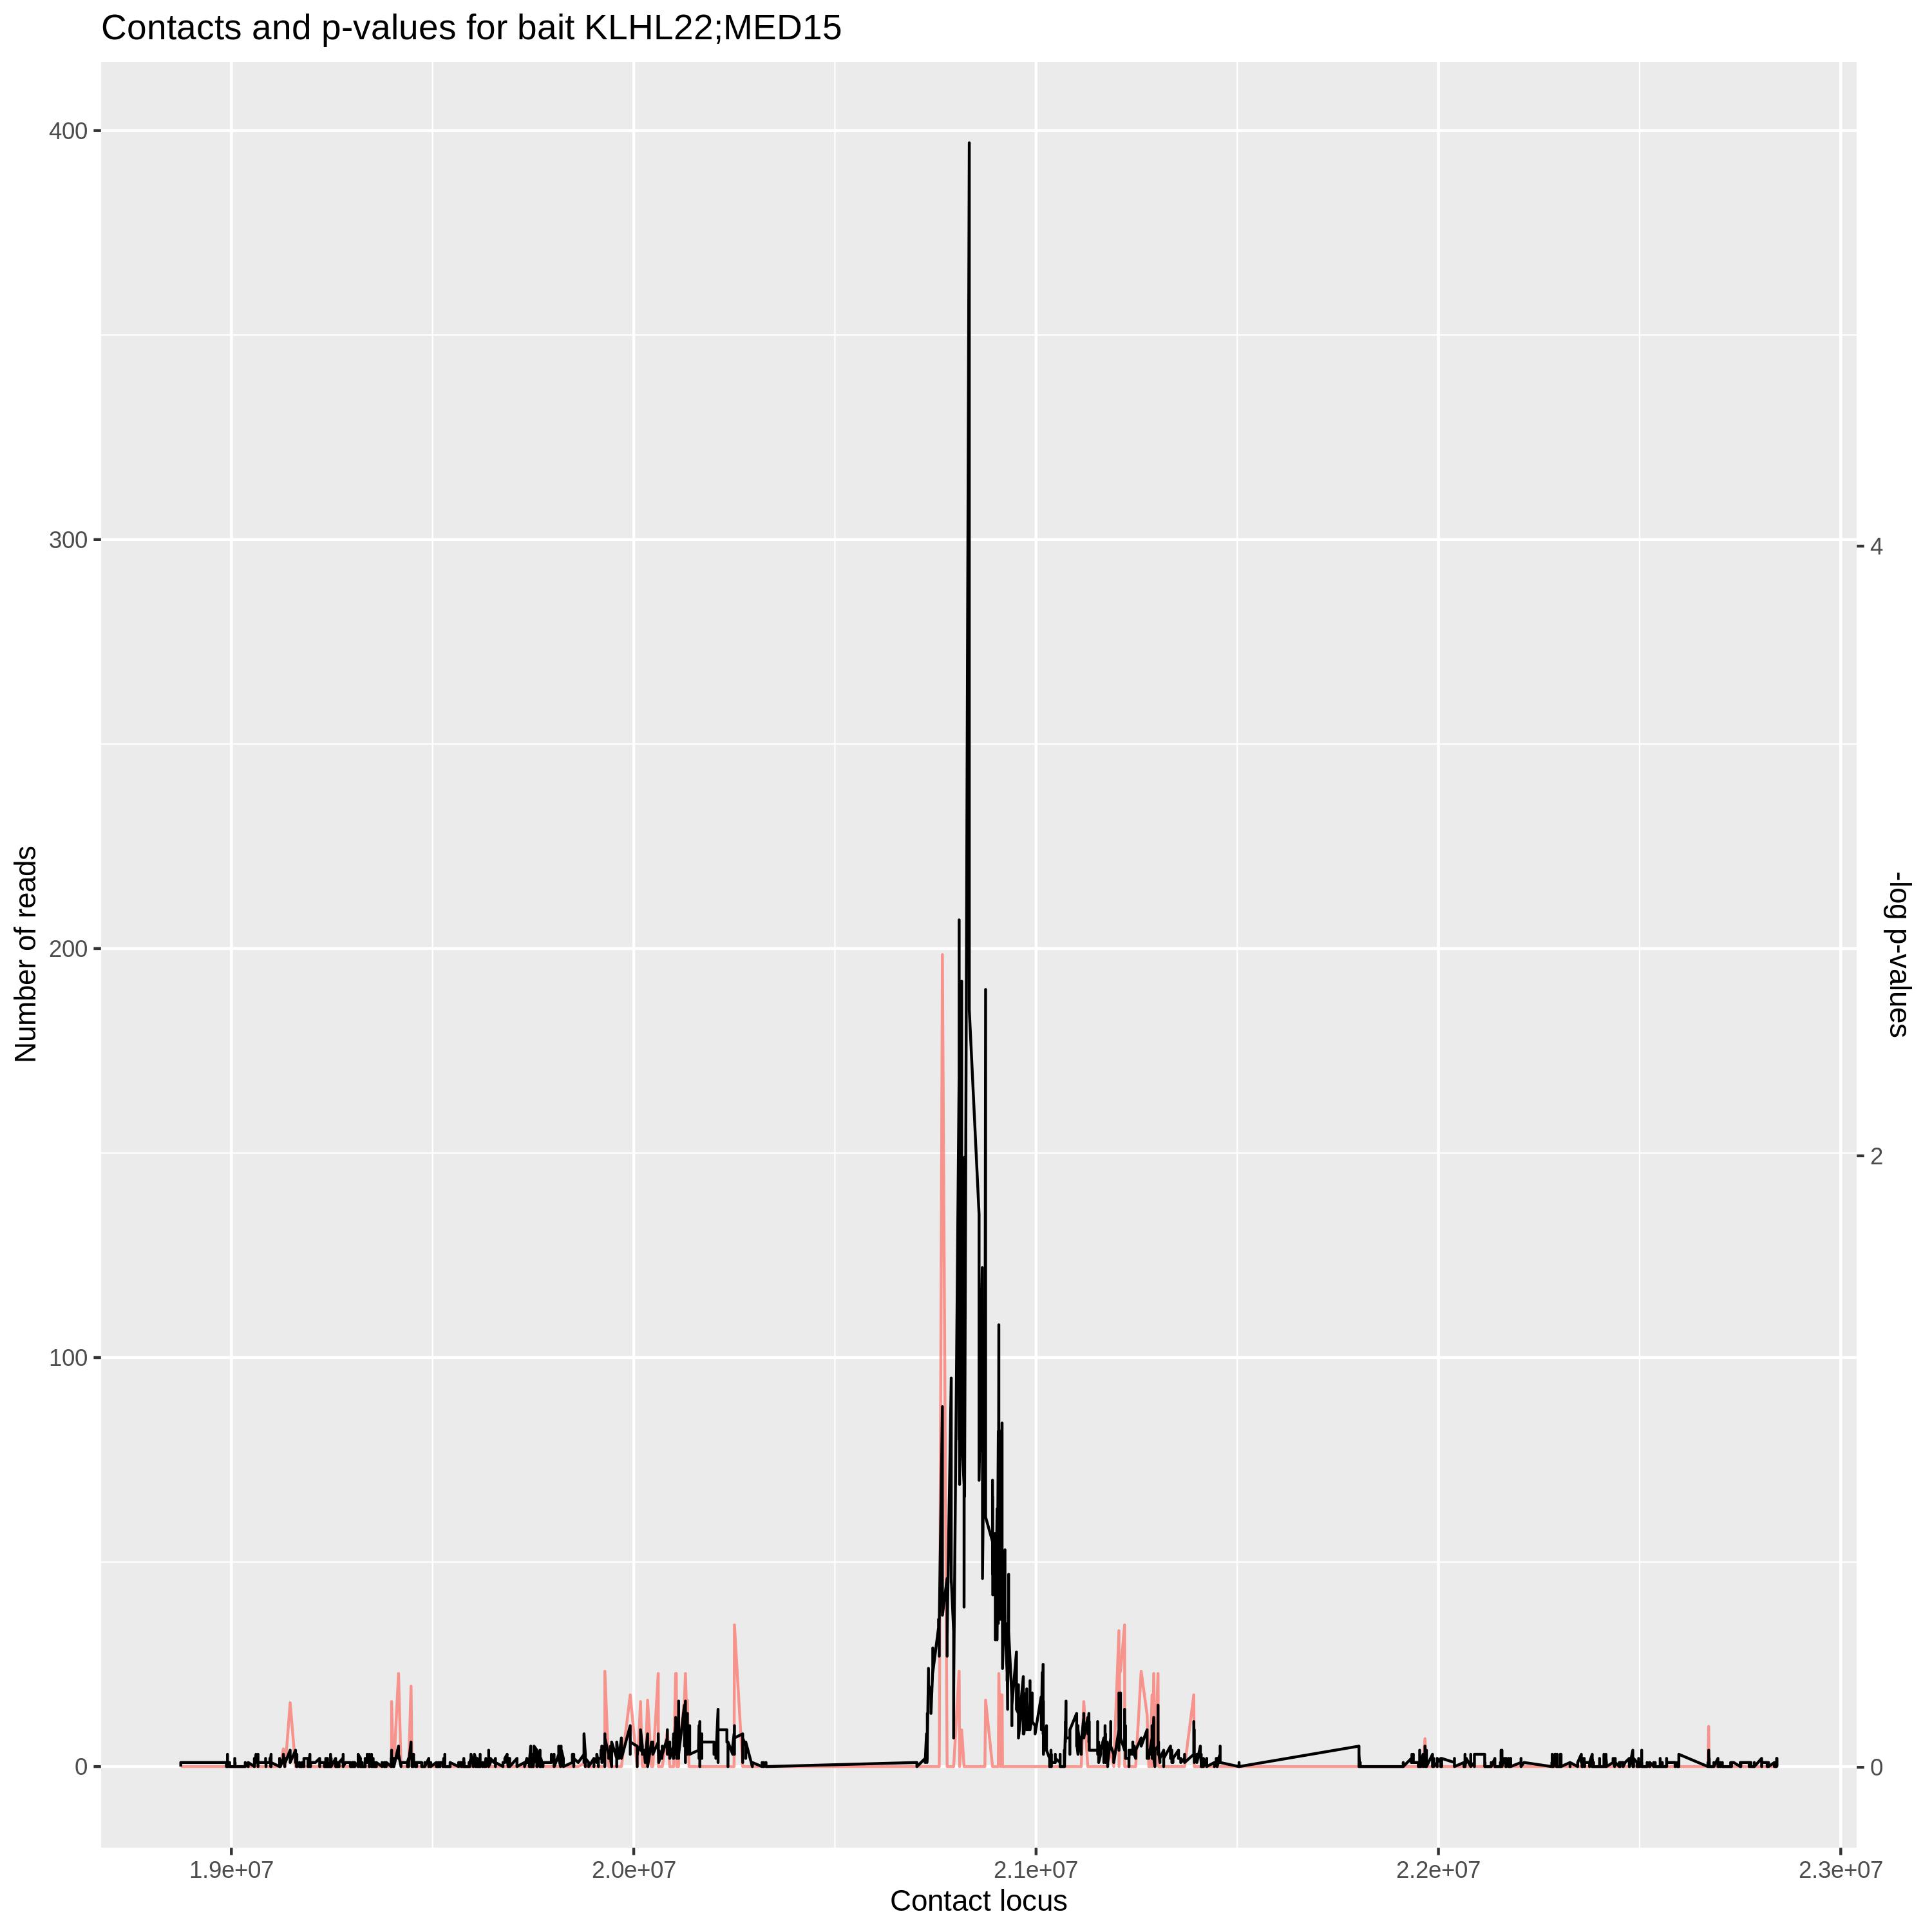 Contacts and p-values for bait KLHL22;MED15
400
300
200
100
0
Number of reads
4
2
0
-log p-values
1.9e+07
2.0e+07
2.1e+07
2.2e+07
2.3e+07
Contact locus